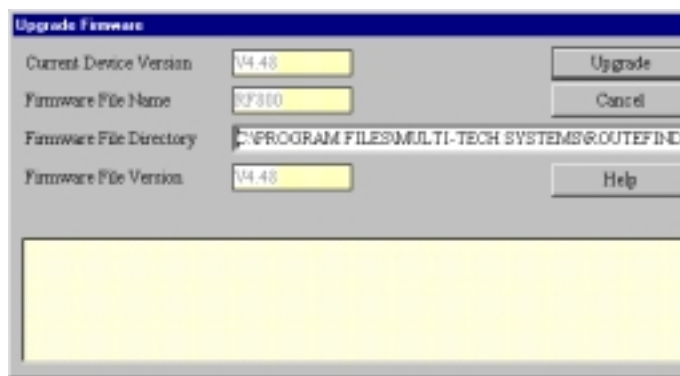 Upgrade Firmware
Current Device Version V4.48 Upgrade
Firmware File Name RF800 Cancel
Firmware File Directory C:\PROGRAM FILES\MULTI-TECH SYSTEMS\ROUTEFIND
Firmware File Version V4.48 Help